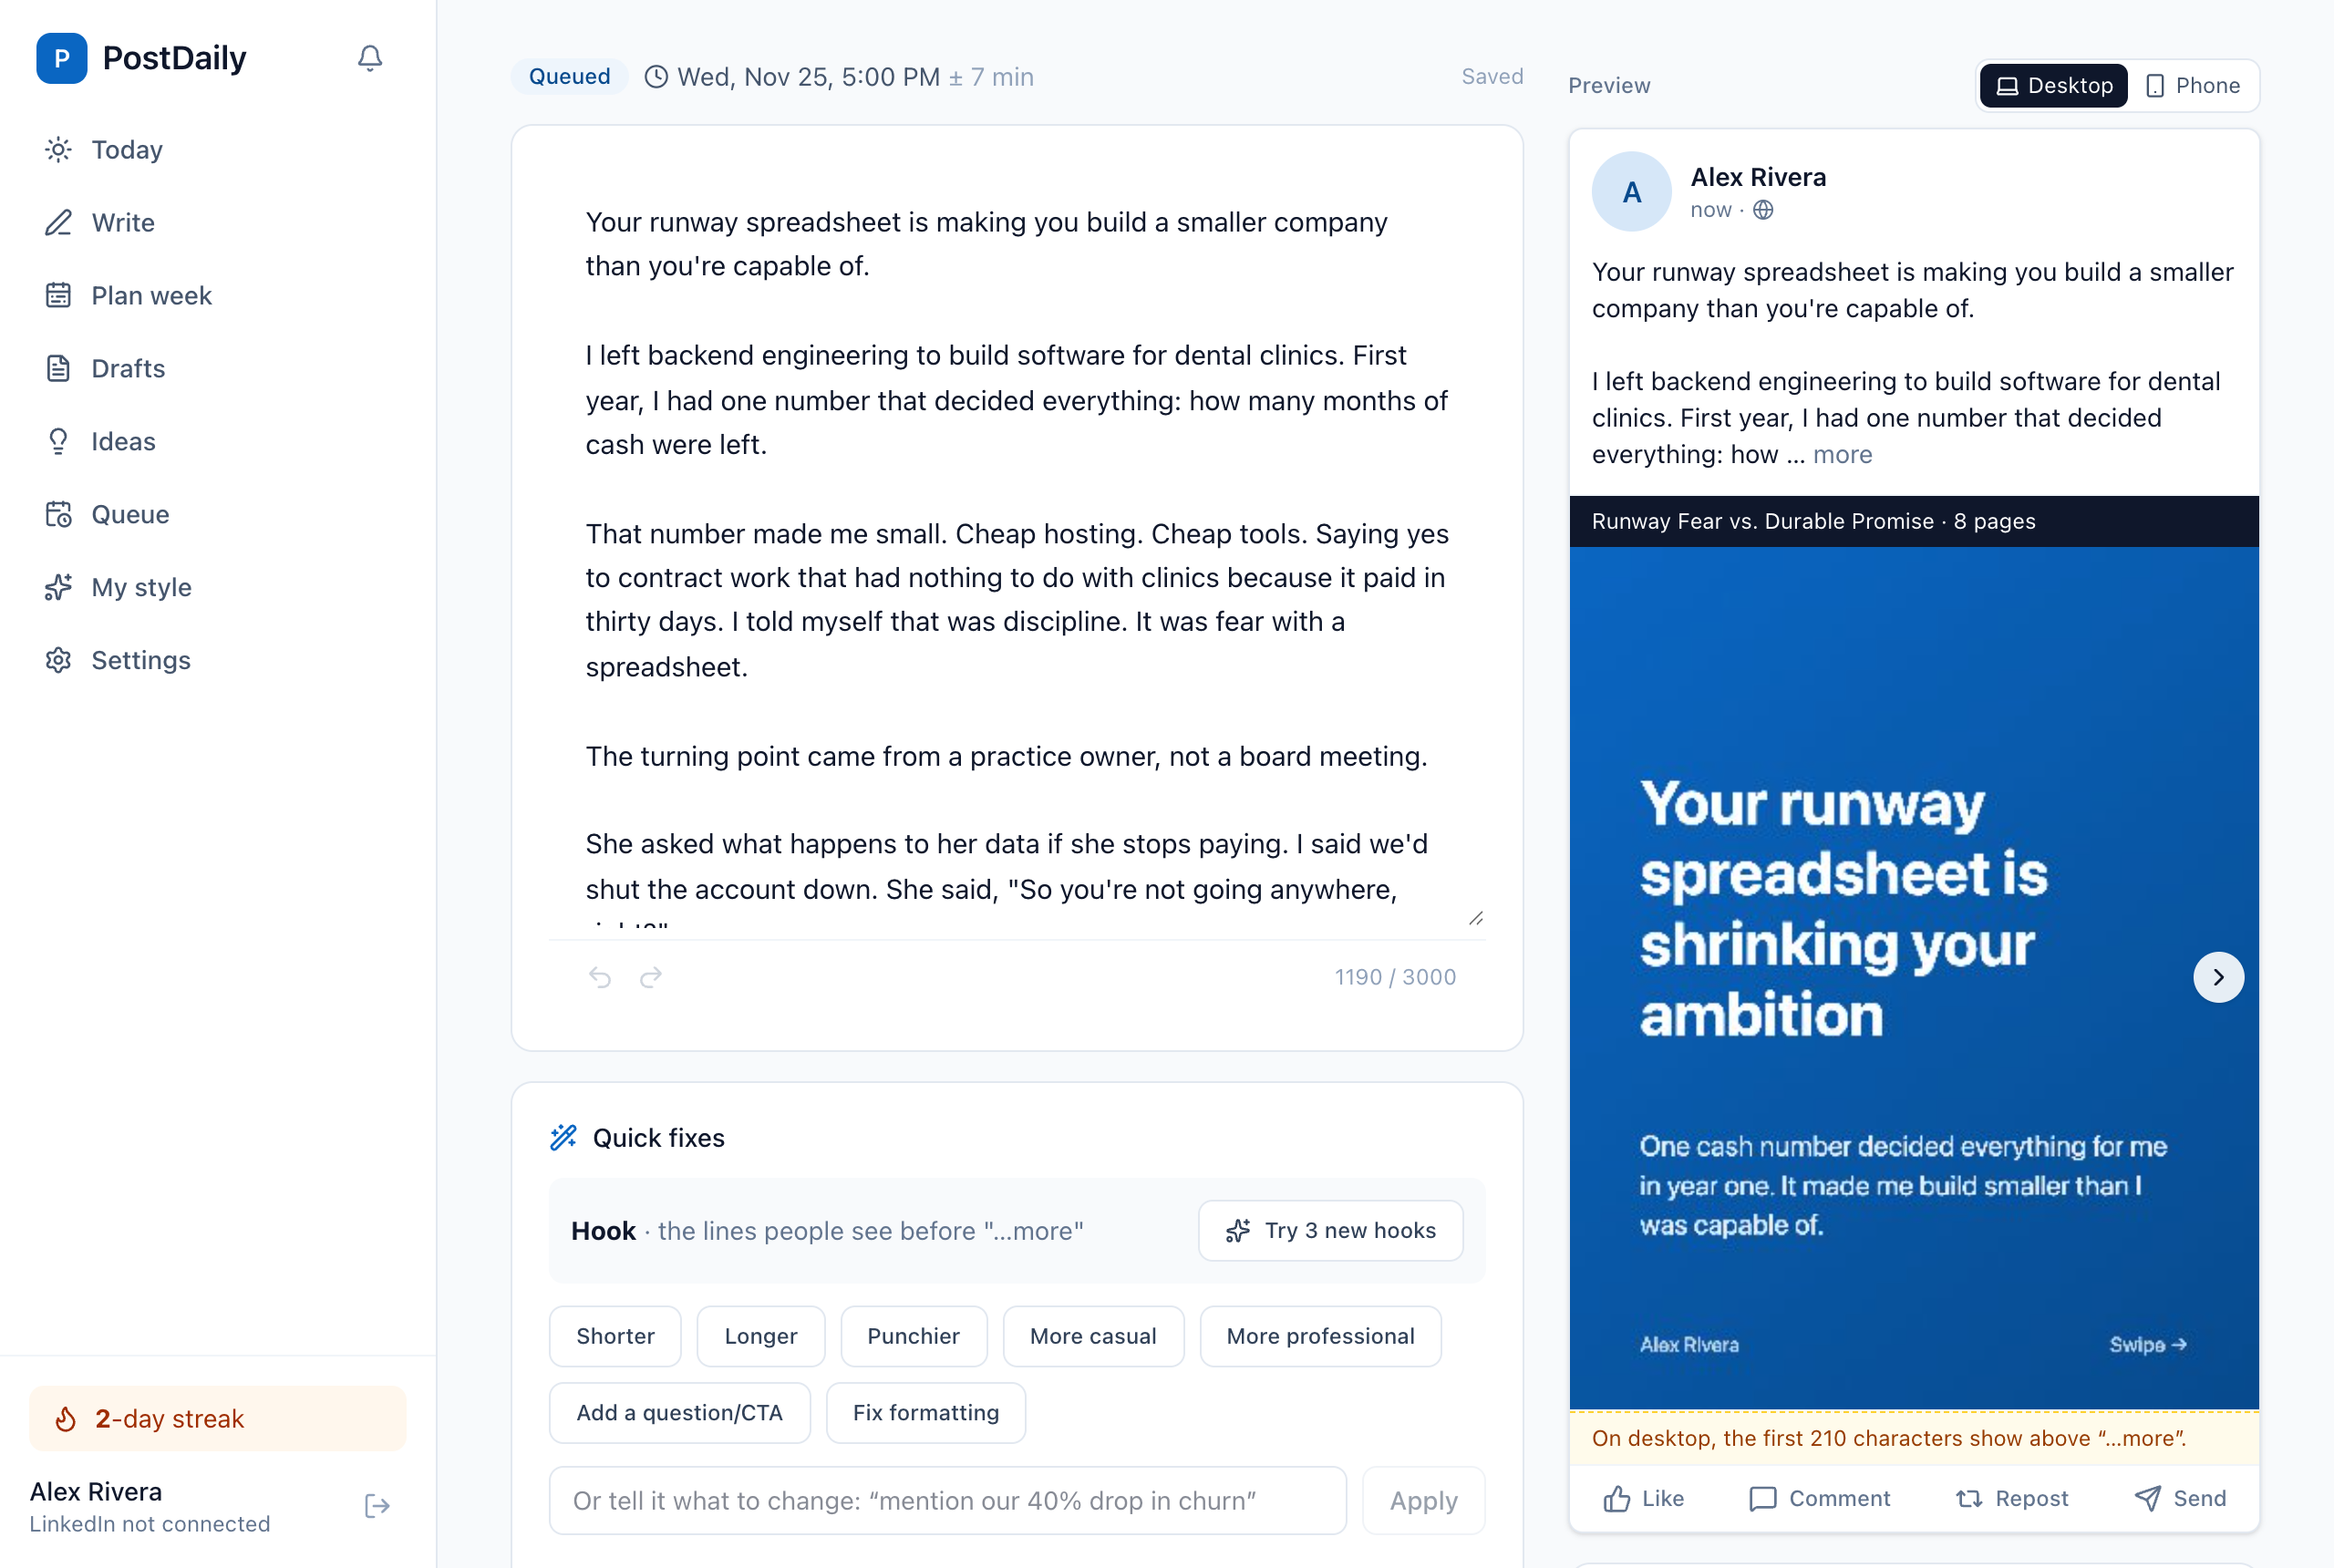 P PostDaily
Today
Write
Plan week
Drafts
Ideas
Queue
My style
Settings
2-day streak
Alex Rivera
LinkedIn not connected
Queued Wed, Nov 25, 5:00 PM ± 7 min Saved
Your runway spreadsheet is making you build a smaller company
than you're capable of.
I left backend engineering to build software for dental clinics. First
year, I had one number that decided everything: how many months of
cash were left.
That number made me small. Cheap hosting. Cheap tools. Saying yes
to contract work that had nothing to do with clinics because it paid in
thirty days. I told myself that was discipline. It was fear with a
spreadsheet.
The turning point came from a practice owner, not a board meeting.
She asked what happens to her data if she stops paying. I said we'd
shut the account down. She said, "So you're not going anywhere,
1190 / 3000
Quick fixes
Hook · the lines people see before "...more" Try 3 new hooks
Shorter Longer Punchier More casual More professional
Add a question/CTA Fix formatting
Or tell it what to change: “mention our 40% drop in churn” Apply
Preview Desktop Phone
A
Alex Rivera
now ·
Your runway spreadsheet is making you build a smaller
company than you're capable of.
I left backend engineering to build software for dental
clinics. First year, I had one number that decided
everything: how ... more
Runway Fear vs. Durable Promise · 8 pages
Your runway
spreadsheet is
shrinking your
ambition
One cash number decided everything for me
in year one. It made me build smaller than I
was capable of.
Alex Rivera Swipe →
On desktop, the first 210 characters show above “...more”.
Like Comment Repost Send